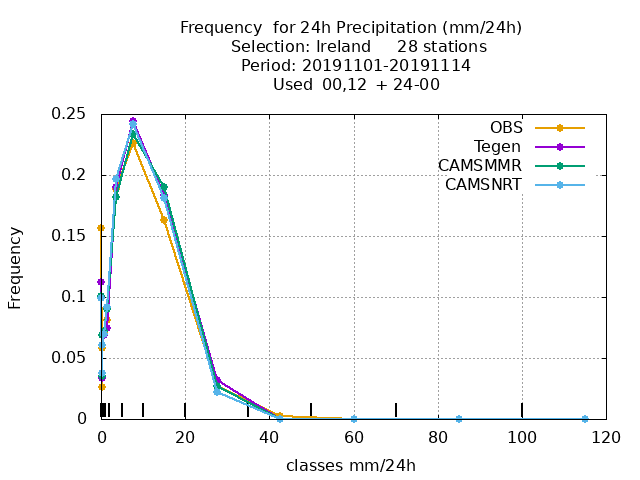 Frequency  for 24h Precipitation (mm/24h)
Selection: Ireland     28 stations
Period: 20191101-20191114
Used  00,12  + 24-00
OBS
Tegen
CAMSMMR
CAMSNRT
Frequency
0.25
0.2
0.15
0.1
0.05
0
0 20 40 60 80 100 120
classes mm/24h